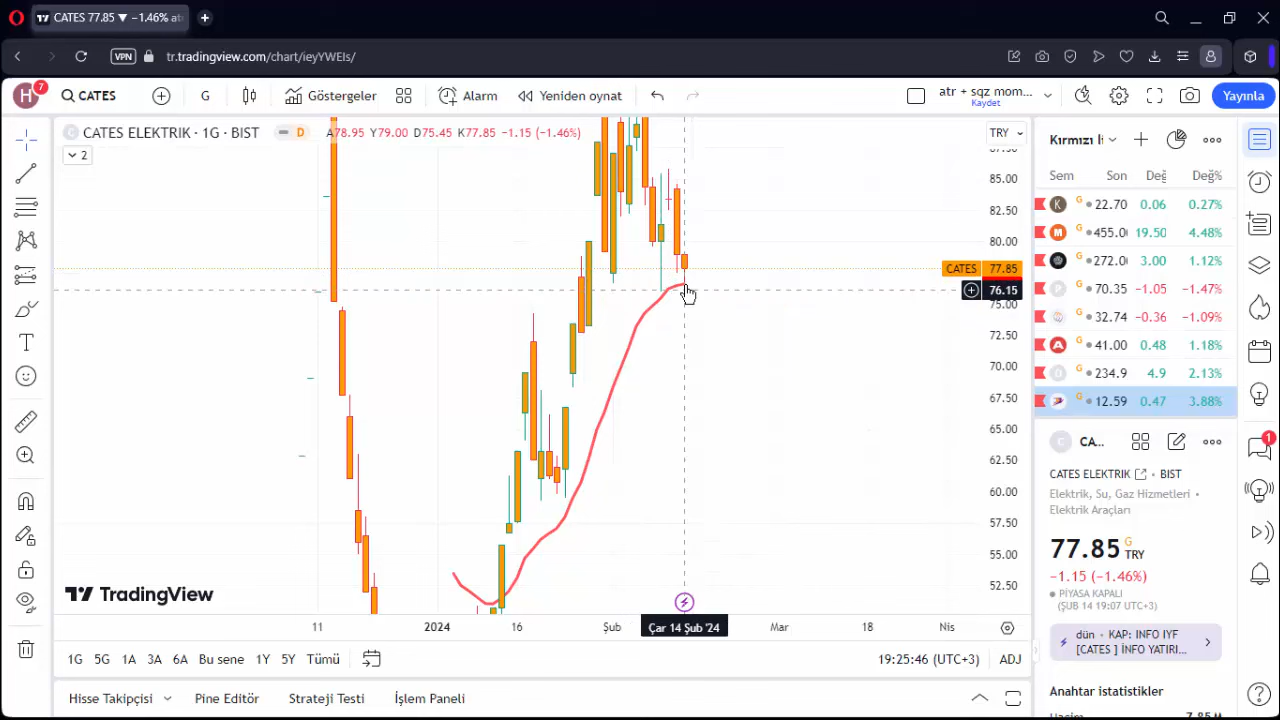 CATES 77.85 ▼ −1.46%
VPN
tr.tradingview.com/chart/ieyYWEIs/
H 7
CATES
G
Göstergeler
Alarm
Yeniden oynat
atr + sqz mom...
Kaydet
Yayınla
CATES ELEKTRIK · 1G · BIST
D
A78.95 Y79.00 D75.45 K77.85 −1.15 (−1.46%)
2
TRY
85.00
82.50
80.00
CATES 77.85
76.15
75.00
72.50
70.00
67.50
65.00
62.50
60.00
57.50
55.00
52.50
TradingView
11
2024
16
Şub
Çar 14 Şub '24
Mar
18
Nis
1G 5G 1A 3A 6A Bu sene 1Y 5Y Tümü
19:25:46 (UTC+3)
ADJ
Hisse Takipçisi
Pine Editör
Strateji Testi
İşlem Paneli
Kırmızı li
Sem Son Değ Değ%
K G 22.70 0.06 0.27%
M G 455.0 19.50 4.48%
G 272.0 3.00 1.12%
P G 70.35 −1.05 −1.47%
G 32.74 −0.36 −1.09%
A G 41.00 0.48 1.18%
G 234.9 4.9 2.13%
G 12.59 0.47 3.88%
C CA...
CATES ELEKTRIK · BIST
Elektrik, Su, Gaz Hizmetleri •
Elektrik Araçları
77.85 G TRY
−1.15 (−1.46%)
PİYASA KAPALI
(ŞUB 14 19:07 UTC+3)
dün • KAP: INFO IYF
[CATES ] İNFO YATIRI...
Anahtar istatistikler
1